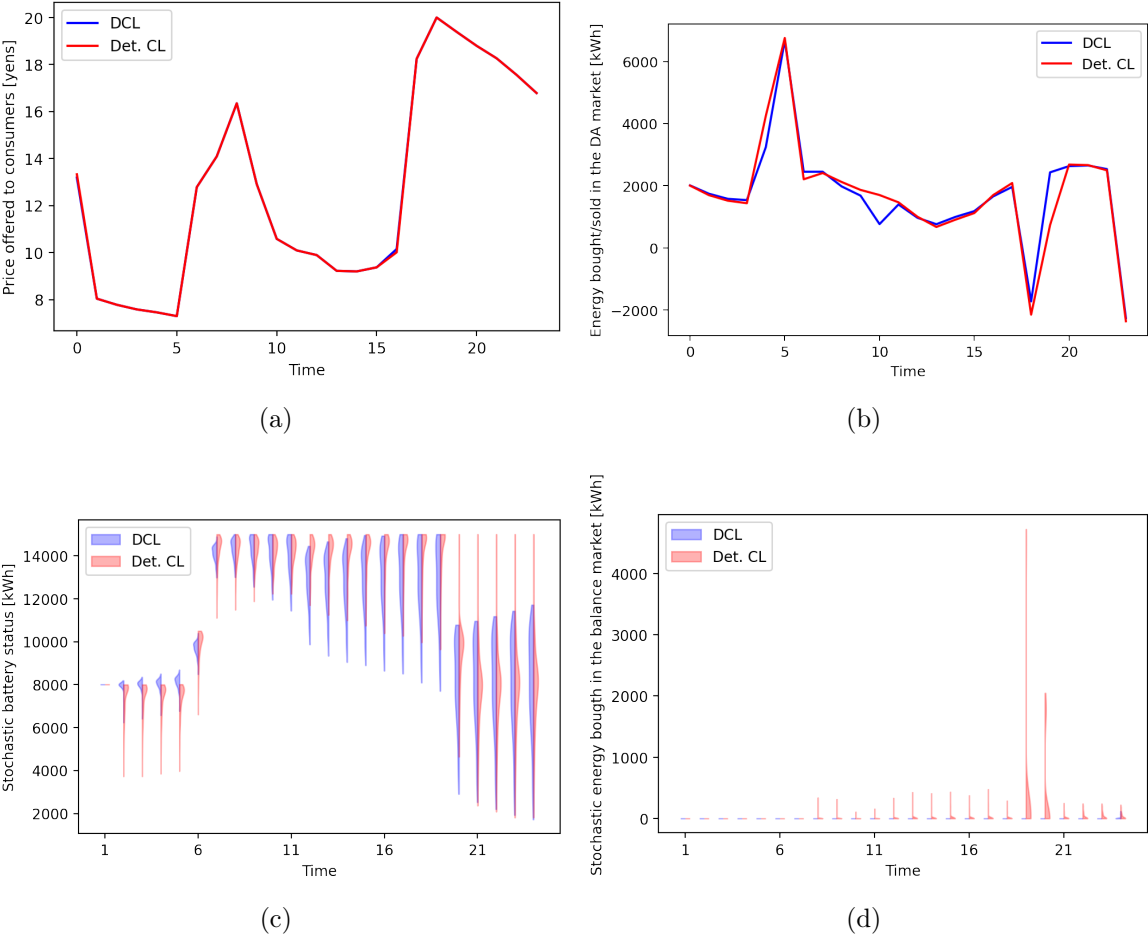 Price offered to consumers [yens]
20
18
16
14
12
10
8
0
5
10
15
20
Time
DCL
Det. CL
(a)
Energy bought/sold in the DA market [kWh]
6000
4000
2000
0
−2000
0
5
10
15
20
Time
DCL
Det. CL
(b)
Stochastic battery status [kWh]
14000
12000
10000
8000
6000
4000
2000
1
6
11
16
21
Time
DCL
Det. CL
(c)
Stochastic energy bougth in the balance market [kWh]
4000
3000
2000
1000
0
1
6
11
16
21
Time
DCL
Det. CL
(d)